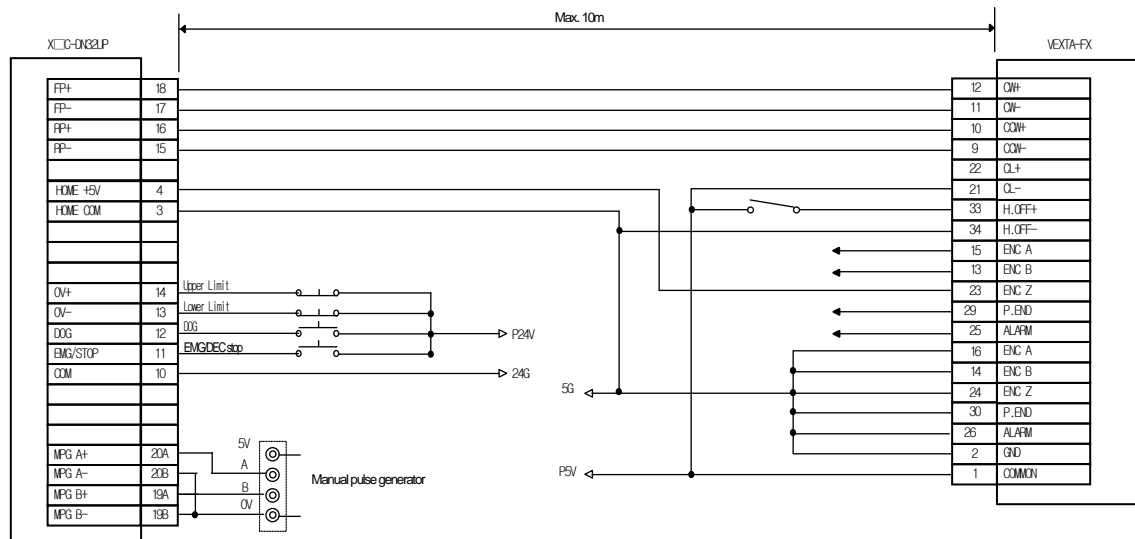 Max. 10m
X□C-DN32UP
VEXTA-FX
FP+ 18
FP- 17
RP+ 16
RP- 15
HOME +5V 4
HOME COM 3
OV+ 14 Upper Limit
OV- 13 Lower Limit
DOG 12 DOG
EMG/STOP 11 EMG/DEC stop
COM 10
P24V
24G
MPG A+ 20A
MPG A- 20B
MPG B+ 19A
MPG B- 19B
5V
A
B
0V
Manual pulse generator
5G
P5V
12 CW+
11 CW-
10 CCW+
9 CCW-
22 CL+
21 CL-
33 H.OFF+
34 H.OFF-
15 ENC A
13 ENC B
23 ENC Z
29 P.END
25 ALARM
16 ENC A
14 ENC B
24 ENC Z
30 P.END
26 ALARM
2 GND
1 COMMON